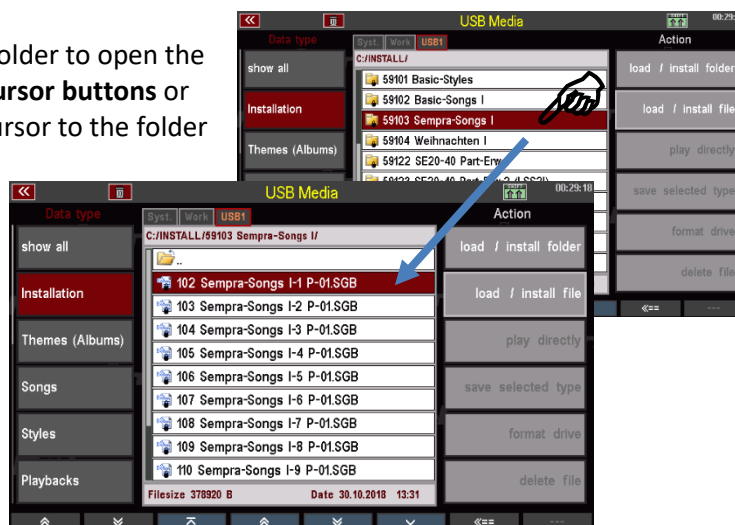 older to open the
ursor buttons or
ursor to the folder
USB Media
00:29:
Data type
Syst. Work USB1
Action
C:/INSTALL/
show all
Installation
Themes (Albums)
59101 Basic-Styles
59102 Basic-Songs I
59103 Sempra-Songs I
59104 Weihnachten I
59122 SE20-40 Part-Erw
load / install folder
load / install file
play directly
save selected type
format drive
delete file
«==
---
USB Media
00:29:18
Data type
Syst. Work USB1
Action
C:/INSTALL/59103 Sempra-Songs I/
show all
Installation
Themes (Albums)
Songs
Styles
Playbacks
..
102 Sempra-Songs I-1 P-01.SGB
103 Sempra-Songs I-2 P-01.SGB
104 Sempra-Songs I-3 P-01.SGB
105 Sempra-Songs I-4 P-01.SGB
106 Sempra-Songs I-5 P-01.SGB
107 Sempra-Songs I-6 P-01.SGB
108 Sempra-Songs I-7 P-01.SGB
109 Sempra-Songs I-8 P-01.SGB
110 Sempra-Songs I-9 P-01.SGB
Filesize 378920 B Date 30.10.2018 13:31
load / install folder
load / install file
play directly
save selected type
format drive
delete file
«==
---